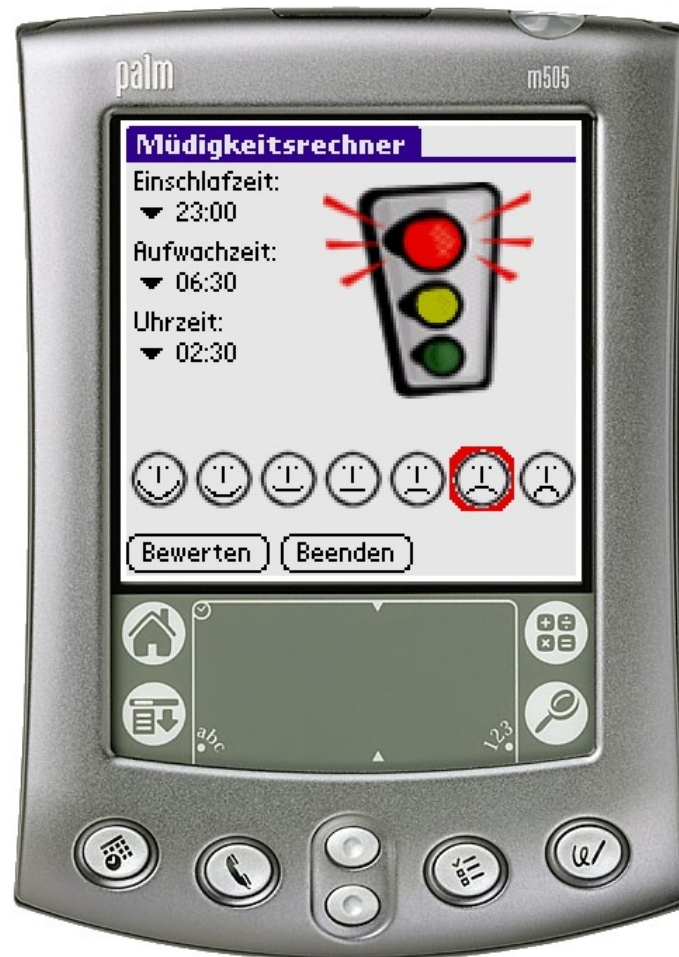 palm
m505
Müdigkeitsrechner
Einschlafzeit:
23:00
Aufwachzeit:
06:30
Uhrzeit:
02:30
Bewerten
Beenden
abc
123